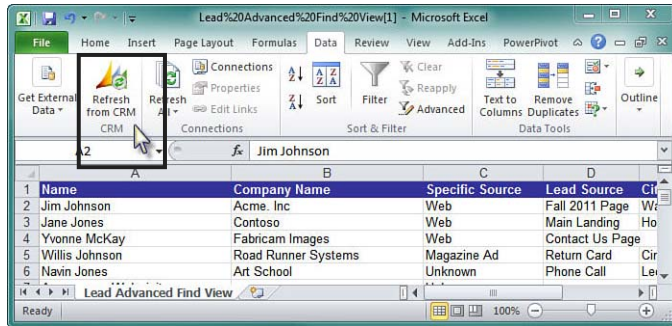 Lead%20Advanced%20Find%20View[1] - Microsoft Excel
File Home Insert Page Layout Formulas Data Review View Add-Ins PowerPivot
Get External Data
Refresh from CRM
CRM
Refresh All
Connections
Properties
Edit Links
Connections
Sort
Filter
Clear
Reapply
Advanced
Sort & Filter
Text to Columns
Remove Duplicates
Data Tools
Outline
A2 fx Jim Johnson
A B C D
1 Name Company Name Specific Source Lead Source
2 Jim Johnson Acme. Inc Web Fall 2011 Page
3 Jane Jones Contoso Web Main Landing Ho
4 Yvonne McKay Fabricam Images Web Contact Us Page
5 Willis Johnson Road Runner Systems Magazine Ad Return Card Cir
6 Navin Jones Art School Unknown Phone Call
Lead Advanced Find View
Ready 100%